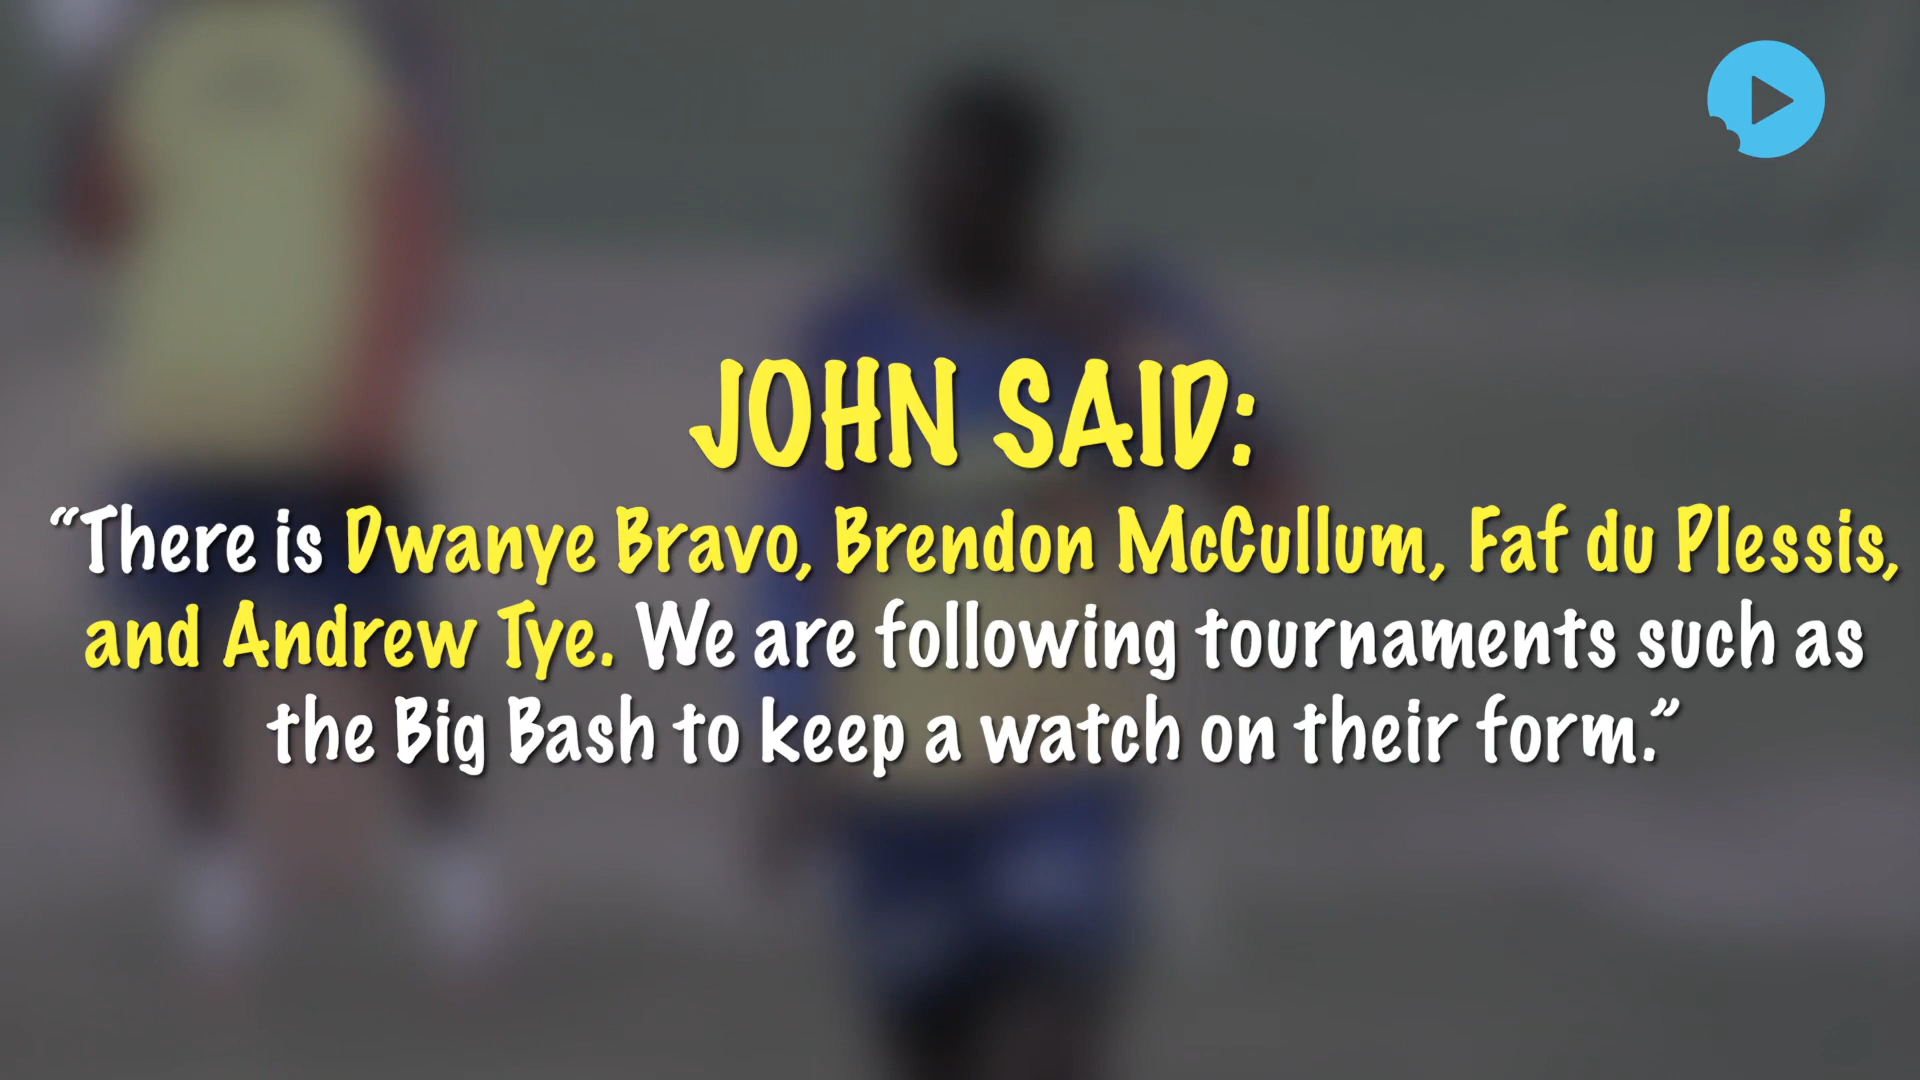 JOHN SAID:
“There is Dwanye Bravo, Brendon McCullum, Faf du Plessis,
and Andrew Tye. We are following tournaments such as
the Big Bash to keep a watch on their form.”